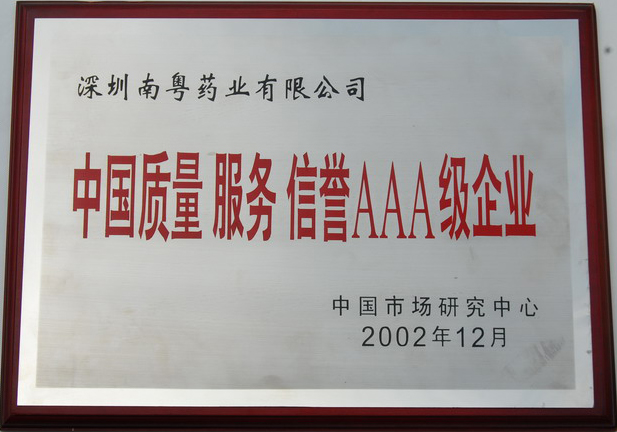 深圳南粤药业有限公司
中国质量 服务 信誉AAA级企业
中国市场研究中心
2002年12月